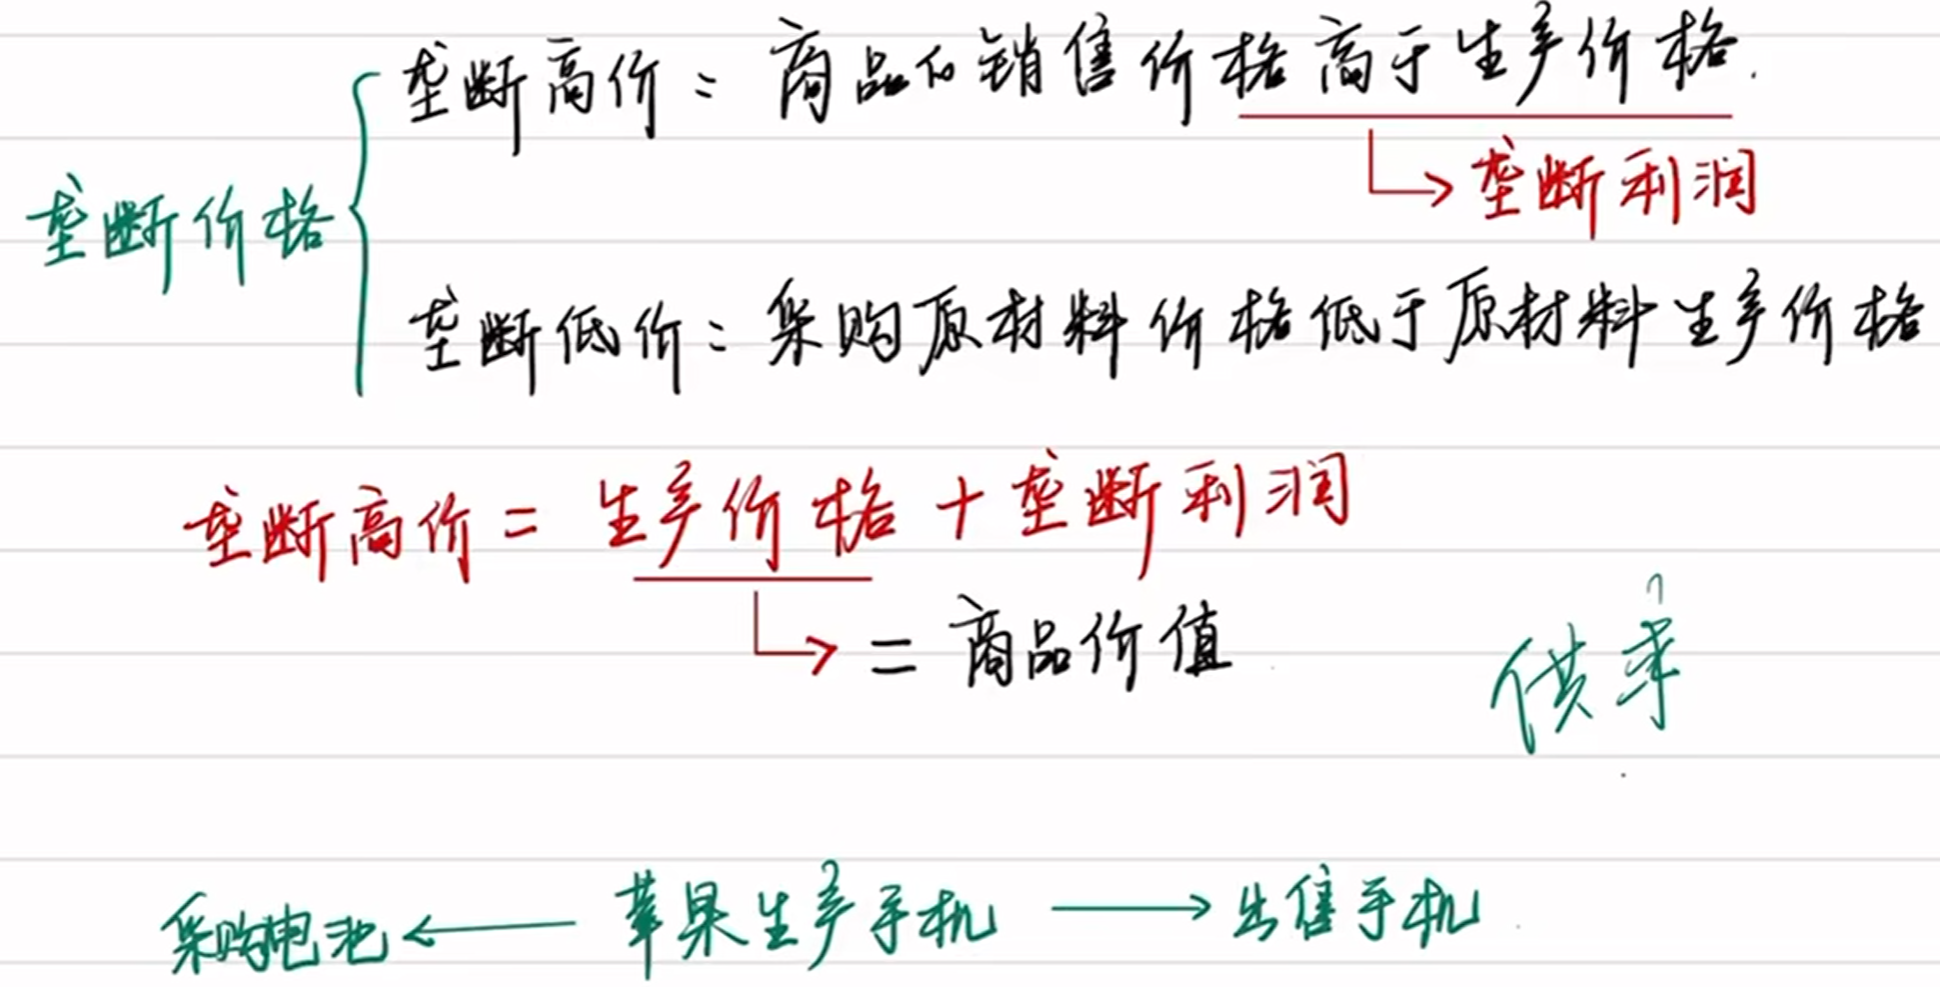 垄断高价：商品的销售价格高于生产价格.
垄断利润
垄断价格
垄断低价：采购原材料价格低于原材料生产价格
垄断高价 = 生产价格 + 垄断利润
= 商品价值
供求
采购电池 ← 苹果生产手机 → 出售手机